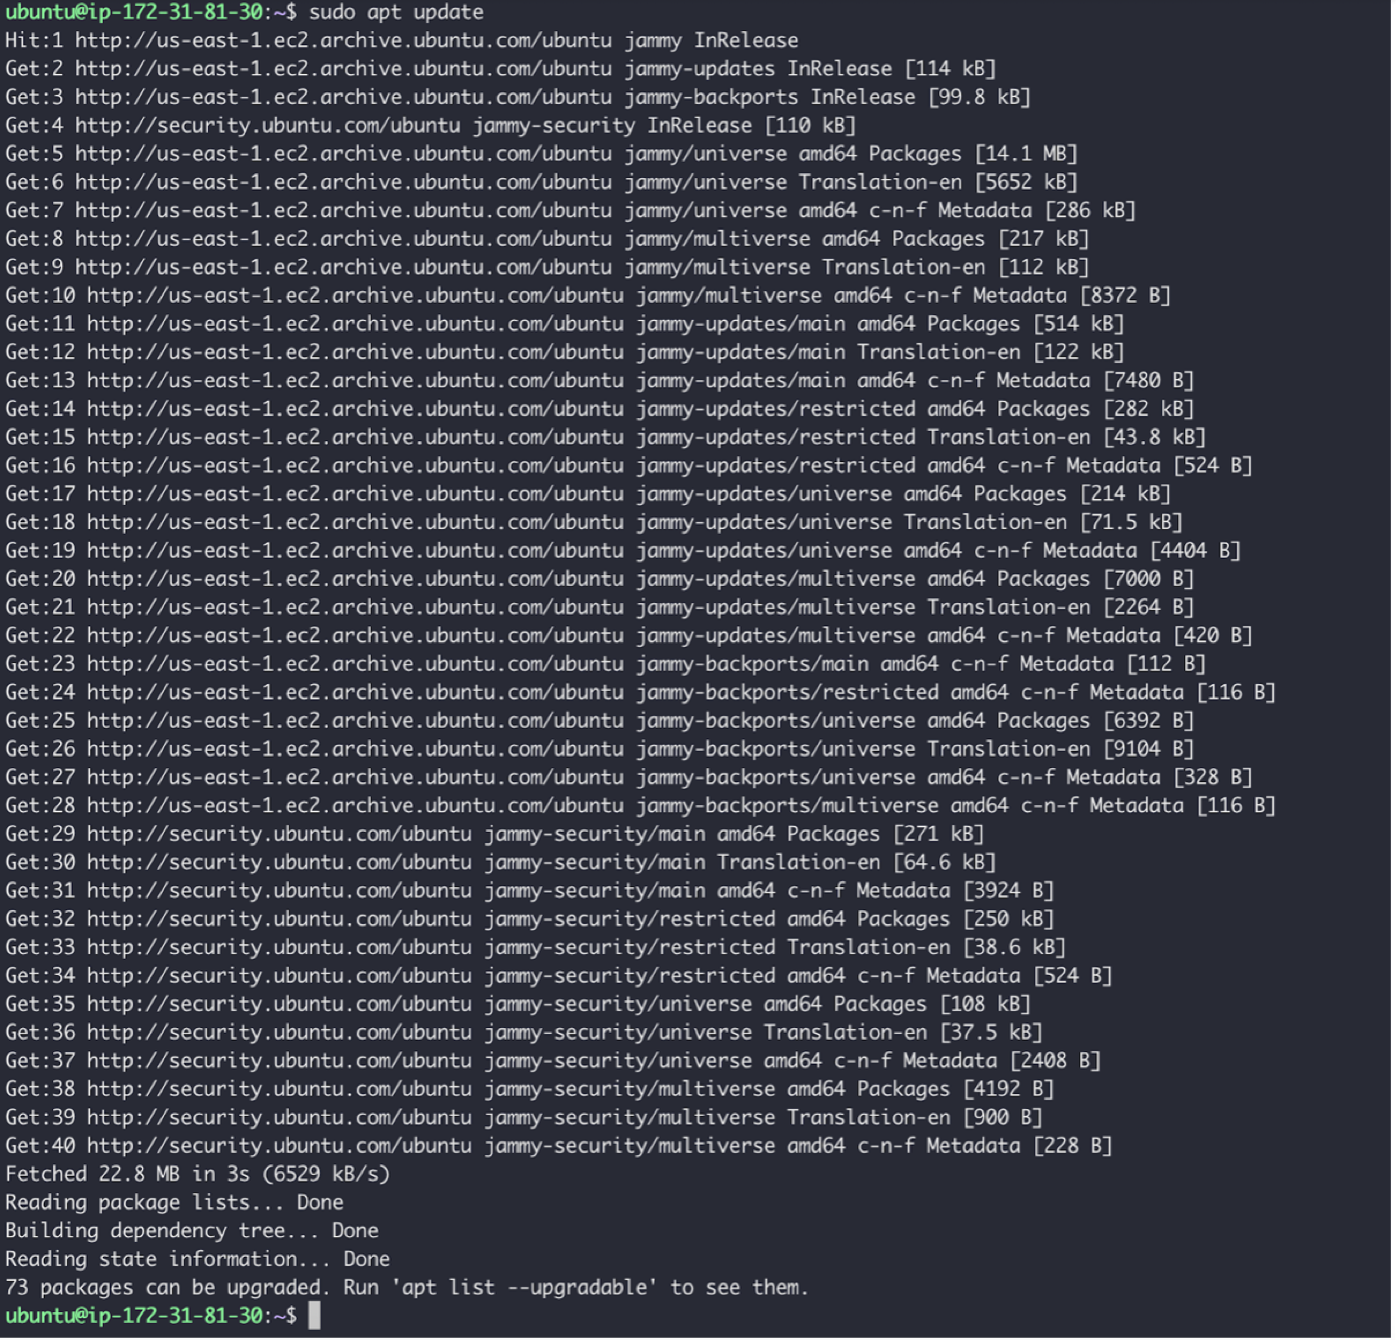 ubuntu@ip-172-31-81-30:~$ sudo apt update
Hit:1 http://us-east-1.ec2.archive.ubuntu.com/ubuntu jammy InRelease
Get:2 http://us-east-1.ec2.archive.ubuntu.com/ubuntu jammy-updates InRelease [114 kB]
Get:3 http://us-east-1.ec2.archive.ubuntu.com/ubuntu jammy-backports InRelease [99.8 kB]
Get:4 http://security.ubuntu.com/ubuntu jammy-security InRelease [110 kB]
Get:5 http://us-east-1.ec2.archive.ubuntu.com/ubuntu jammy/universe amd64 Packages [14.1 MB]
Get:6 http://us-east-1.ec2.archive.ubuntu.com/ubuntu jammy/universe Translation-en [5652 kB]
Get:7 http://us-east-1.ec2.archive.ubuntu.com/ubuntu jammy/universe amd64 c-n-f Metadata [286 kB]
Get:8 http://us-east-1.ec2.archive.ubuntu.com/ubuntu jammy/multiverse amd64 Packages [217 kB]
Get:9 http://us-east-1.ec2.archive.ubuntu.com/ubuntu jammy/multiverse Translation-en [112 kB]
Get:10 http://us-east-1.ec2.archive.ubuntu.com/ubuntu jammy/multiverse amd64 c-n-f Metadata [8372 B]
Get:11 http://us-east-1.ec2.archive.ubuntu.com/ubuntu jammy-updates/main amd64 Packages [514 kB]
Get:12 http://us-east-1.ec2.archive.ubuntu.com/ubuntu jammy-updates/main Translation-en [122 kB]
Get:13 http://us-east-1.ec2.archive.ubuntu.com/ubuntu jammy-updates/main amd64 c-n-f Metadata [7480 B]
Get:14 http://us-east-1.ec2.archive.ubuntu.com/ubuntu jammy-updates/restricted amd64 Packages [282 kB]
Get:15 http://us-east-1.ec2.archive.ubuntu.com/ubuntu jammy-updates/restricted Translation-en [43.8 kB]
Get:16 http://us-east-1.ec2.archive.ubuntu.com/ubuntu jammy-updates/restricted amd64 c-n-f Metadata [524 B]
Get:17 http://us-east-1.ec2.archive.ubuntu.com/ubuntu jammy-updates/universe amd64 Packages [214 kB]
Get:18 http://us-east-1.ec2.archive.ubuntu.com/ubuntu jammy-updates/universe Translation-en [71.5 kB]
Get:19 http://us-east-1.ec2.archive.ubuntu.com/ubuntu jammy-updates/universe amd64 c-n-f Metadata [4404 B]
Get:20 http://us-east-1.ec2.archive.ubuntu.com/ubuntu jammy-updates/multiverse amd64 Packages [7000 B]
Get:21 http://us-east-1.ec2.archive.ubuntu.com/ubuntu jammy-updates/multiverse Translation-en [2264 B]
Get:22 http://us-east-1.ec2.archive.ubuntu.com/ubuntu jammy-updates/multiverse amd64 c-n-f Metadata [420 B]
Get:23 http://us-east-1.ec2.archive.ubuntu.com/ubuntu jammy-backports/main amd64 c-n-f Metadata [112 B]
Get:24 http://us-east-1.ec2.archive.ubuntu.com/ubuntu jammy-backports/restricted amd64 c-n-f Metadata [116 B]
Get:25 http://us-east-1.ec2.archive.ubuntu.com/ubuntu jammy-backports/universe amd64 Packages [6392 B]
Get:26 http://us-east-1.ec2.archive.ubuntu.com/ubuntu jammy-backports/universe Translation-en [9104 B]
Get:27 http://us-east-1.ec2.archive.ubuntu.com/ubuntu jammy-backports/universe amd64 c-n-f Metadata [328 B]
Get:28 http://us-east-1.ec2.archive.ubuntu.com/ubuntu jammy-backports/multiverse amd64 c-n-f Metadata [116 B]
Get:29 http://security.ubuntu.com/ubuntu jammy-security/main amd64 Packages [271 kB]
Get:30 http://security.ubuntu.com/ubuntu jammy-security/main Translation-en [64.6 kB]
Get:31 http://security.ubuntu.com/ubuntu jammy-security/main amd64 c-n-f Metadata [3924 B]
Get:32 http://security.ubuntu.com/ubuntu jammy-security/restricted amd64 Packages [250 kB]
Get:33 http://security.ubuntu.com/ubuntu jammy-security/restricted Translation-en [38.6 kB]
Get:34 http://security.ubuntu.com/ubuntu jammy-security/restricted amd64 c-n-f Metadata [524 B]
Get:35 http://security.ubuntu.com/ubuntu jammy-security/universe amd64 Packages [108 kB]
Get:36 http://security.ubuntu.com/ubuntu jammy-security/universe Translation-en [37.5 kB]
Get:37 http://security.ubuntu.com/ubuntu jammy-security/universe amd64 c-n-f Metadata [2408 B]
Get:38 http://security.ubuntu.com/ubuntu jammy-security/multiverse amd64 Packages [4192 B]
Get:39 http://security.ubuntu.com/ubuntu jammy-security/multiverse Translation-en [900 B]
Get:40 http://security.ubuntu.com/ubuntu jammy-security/multiverse amd64 c-n-f Metadata [228 B]
Fetched 22.8 MB in 3s (6529 kB/s)
Reading package lists... Done
Building dependency tree... Done
Reading state information... Done
73 packages can be upgraded. Run 'apt list --upgradable' to see them.
ubuntu@ip-172-31-81-30:~$